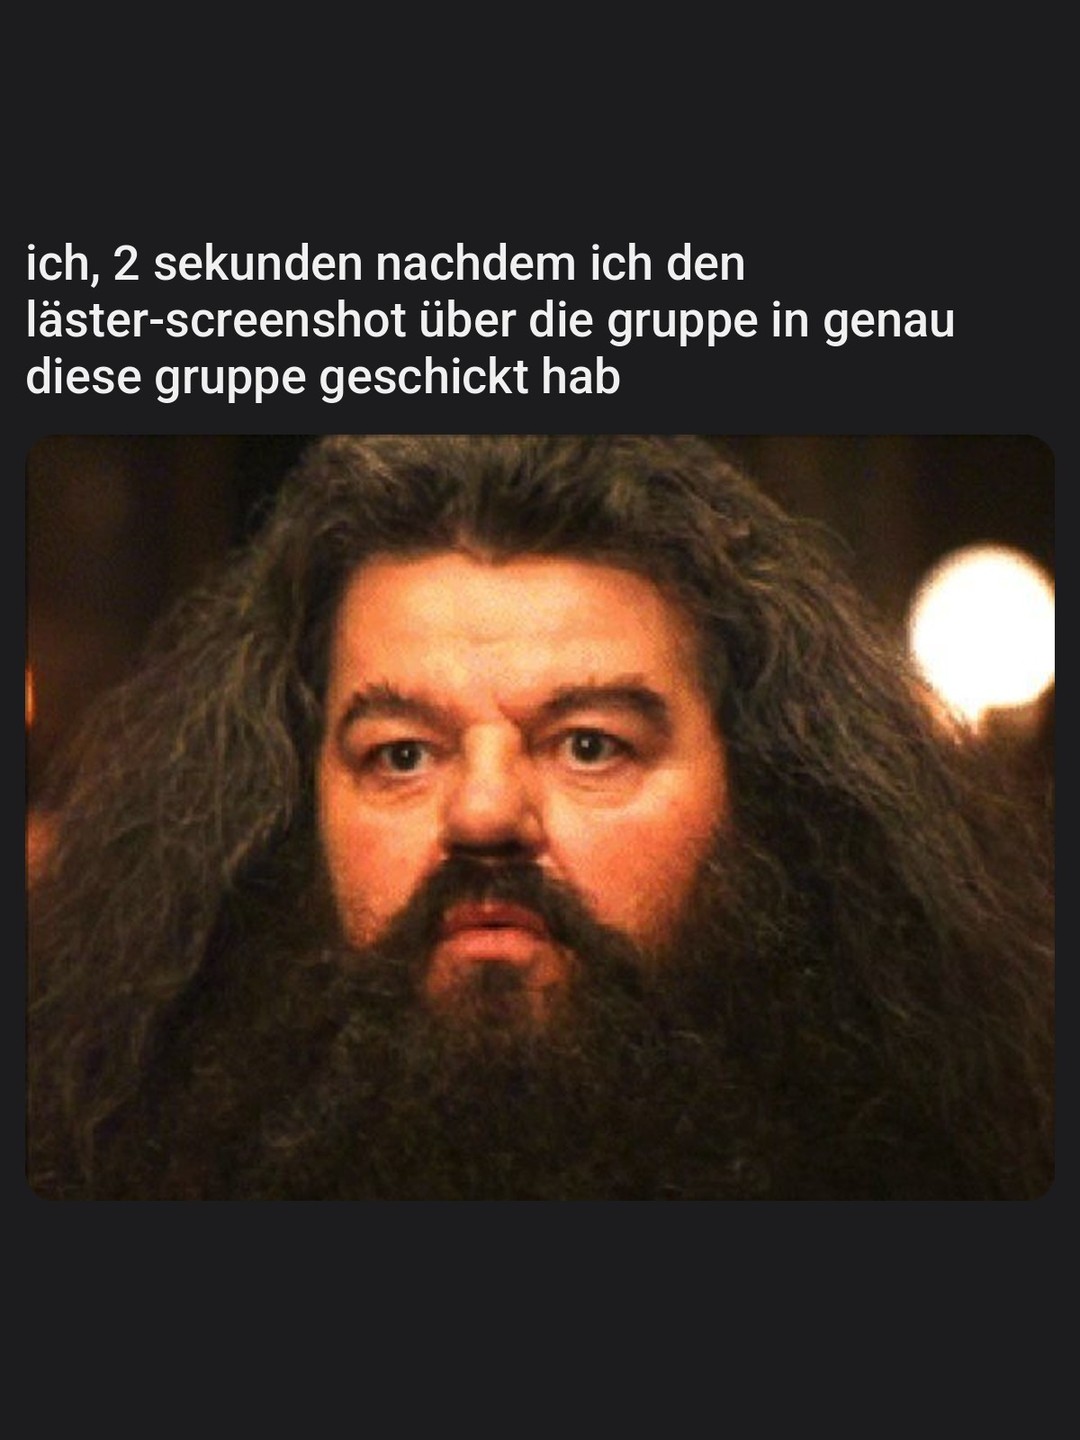 ich, 2 sekunden nachdem ich den
läster-screenshot über die gruppe in genau
diese gruppe geschickt hab